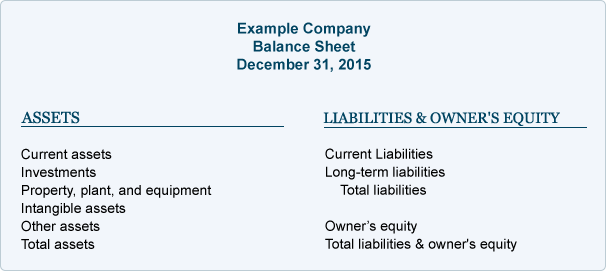 Example Company
Balance Sheet
December 31, 2015
ASSETS
Current assets
Investments
Property, plant, and equipment
Intangible assets
Other assets
Total assets
LIABILITIES & OWNER'S EQUITY
Current Liabilities
Long-term liabilities
Total liabilities
Owner’s equity
Total liabilities & owner's equity